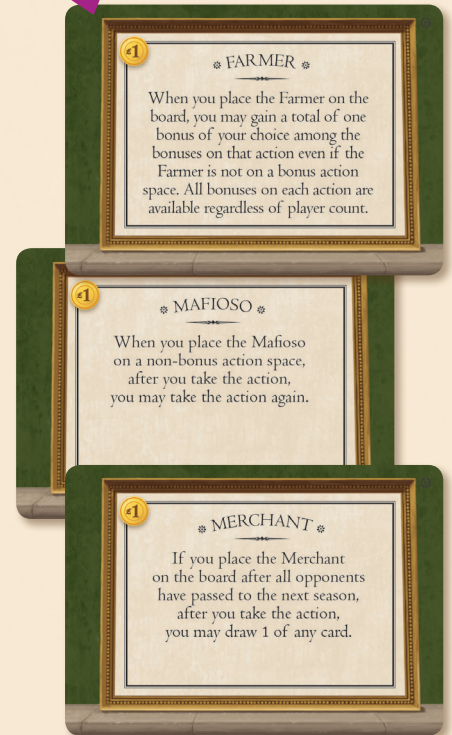 1
FARMER
When you place the Farmer on the
board, you may gain a total of one
bonus of your choice among the
bonuses on that action even if the
Farmer is not on a bonus action
space. All bonuses on each action are
available regardless of player count.
1
MAFIOSO
When you place the Mafioso
on a non-bonus action space,
after you take the action,
you may take the action again.
1
MERCHANT
If you place the Merchant
on the board after all opponents
have passed to the next season,
after you take the action,
you may draw 1 of any card.